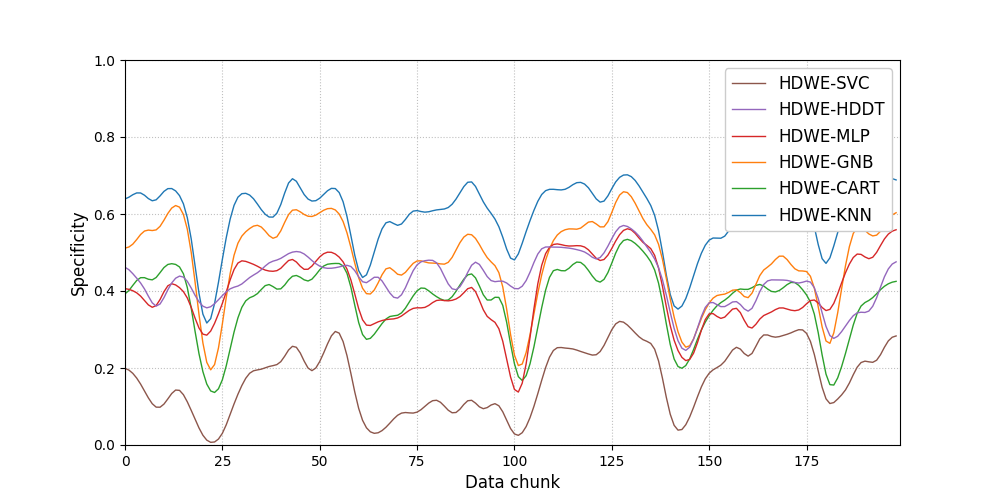 1.0
0.8
0.6
0.4
0.2
0.0
Specificity
HDWE-SVC
HDWE-HDDT
HDWE-MLP
HDWE-GNB
HDWE-CART
HDWE-KNN
0 25 50 75 100 125 150 175
Data chunk